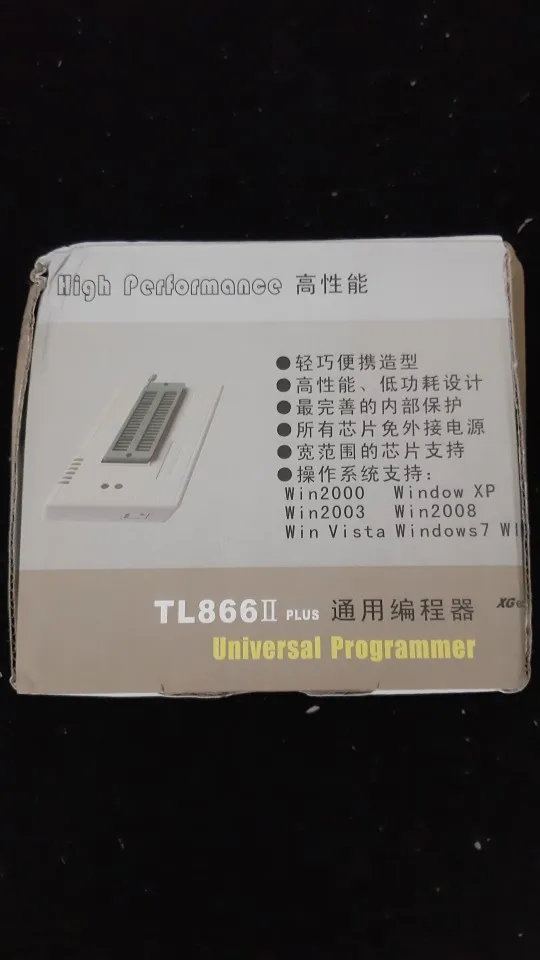 High Performance 高性能
●轻巧便携造型
●高性能、低功耗设计
●最完善的内部保护
●所有芯片免外接电源
●宽范围的芯片支持
●操作系统支持:
Win2000 Window XP
Win2003 Win2008
Win Vista Windows7
TL866II PLUS 通用编程器
XG
Universal Programmer